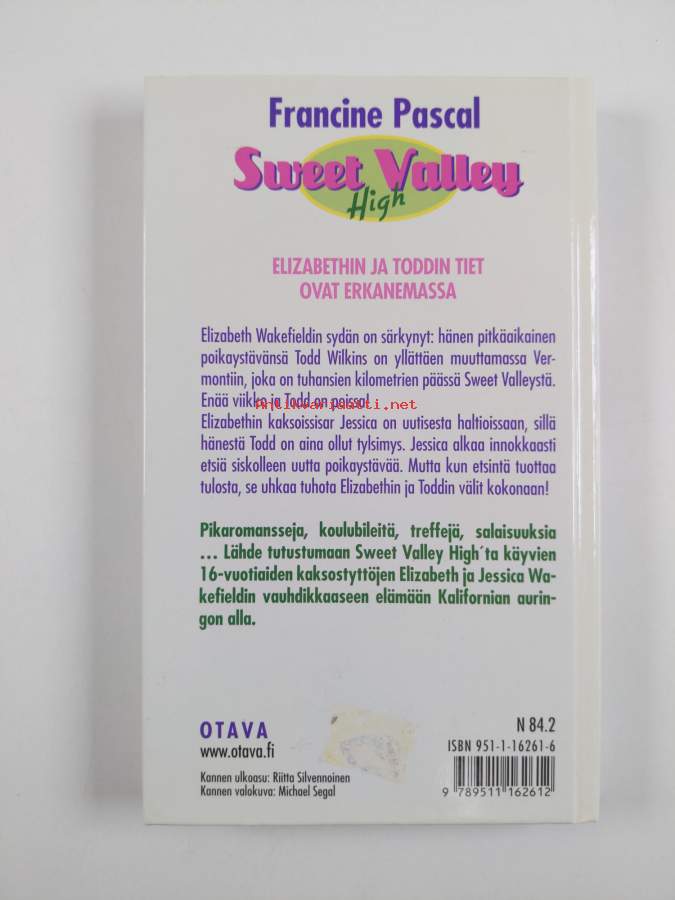 Francine Pascal
Sweet Valley
High
ELIZABETHIN JA TODDIN TIET
OVAT ERKANEMASSA
Elizabeth Wakefieldin sydän on särkynyt: hänen pitkäaikainen
poikaystävänsä Todd Wilkins on yllättäen muuttamassa Ver-
montiin, joka on tuhansien kilometrien päässä Sweet Valleystä.
Enää viikko ja Todd on poissa!
Antikvariaatti.net
Elizabethin kaksoissisar Jessica on uutisesta haltioissaan, sillä
hänestä Todd on aina ollut tylsimys. Jessica alkaa innokkaasti
etsiä siskolleen uutta poikaystävää. Mutta kun etsintä tuottaa
tulosta, se uhkaa tuhota Elizabethin ja Toddin välit kokonaan!
Pikaromansseja, koulubileitä, treffejä, salaisuuksia
... Lähde tutustumaan Sweet Valley High´ta käyvien
16-vuotiaiden kaksostyttöjen Elizabeth ja Jessica Wa-
kefieldin vauhdikkaaseen elämään Kalifornian aurin-
gon alla.
OTAVA
www.otava.fi
Kannen ulkoasu: Riitta Silvennoinen
Kannen valokuva: Michael Segal
N 84.2
ISBN 951-1-16261-6
9 789511 162612